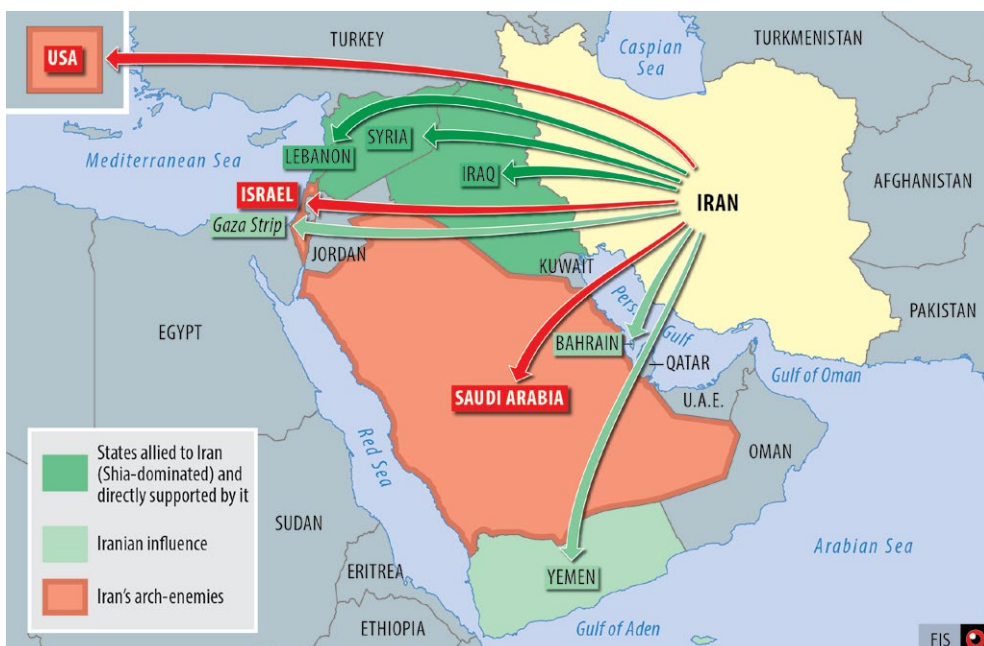 USA
TURKEY
Caspian
Sea
TURKMENISTAN
SYRIA
LEBANON
Mediterranean Sea
IRAQ
AFGHANISTAN
ISRAEL
IRAN
Gaza Strip
JORDAN
KUWAIT
Pers. Gulf
PAKISTAN
EGYPT
BAHRAIN
QATAR
Gulf of Oman
SAUDI ARABIA
U.A.E.
OMAN
Red Sea
States allied to Iran
(Shia-dominated) and
directly supported by it
Iranian influence
Iran's arch-enemies
SUDAN
ERITREA
YEMEN
Arabian Sea
ETHIOPIA
Gulf of Aden
FIS